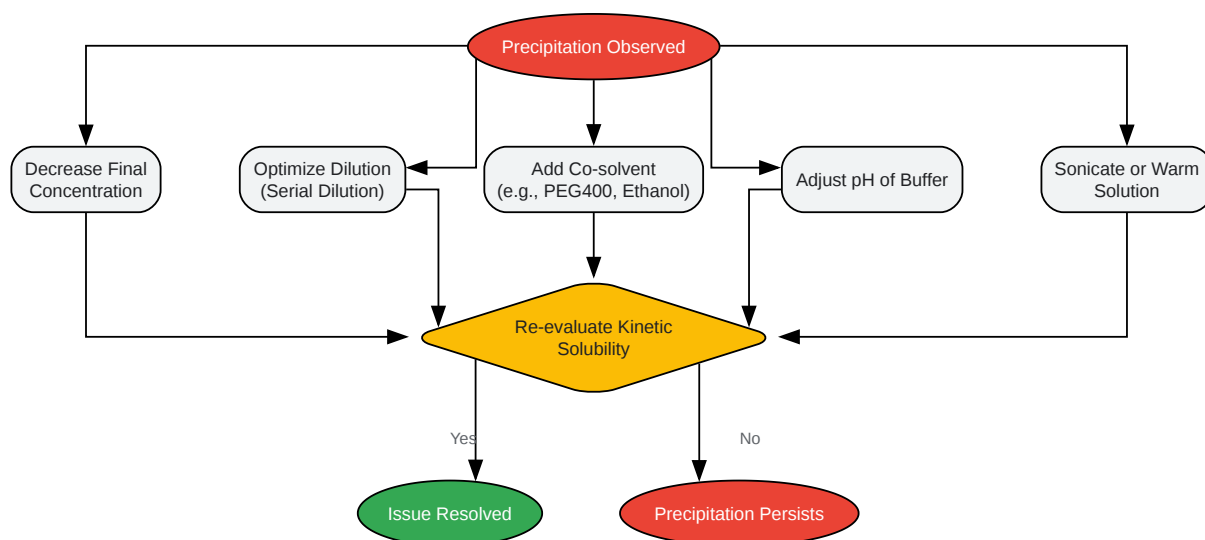 Precipitation Observed
Decrease Final
Concentration
Optimize Dilution
(Serial Dilution)
Add Co-solvent
(e.g., PEG400, Ethanol)
Adjust pH of Buffer
Sonicate or Warm
Solution
Re-evaluate Kinetic
Solubility
Yes
No
Issue Resolved
Precipitation Persists